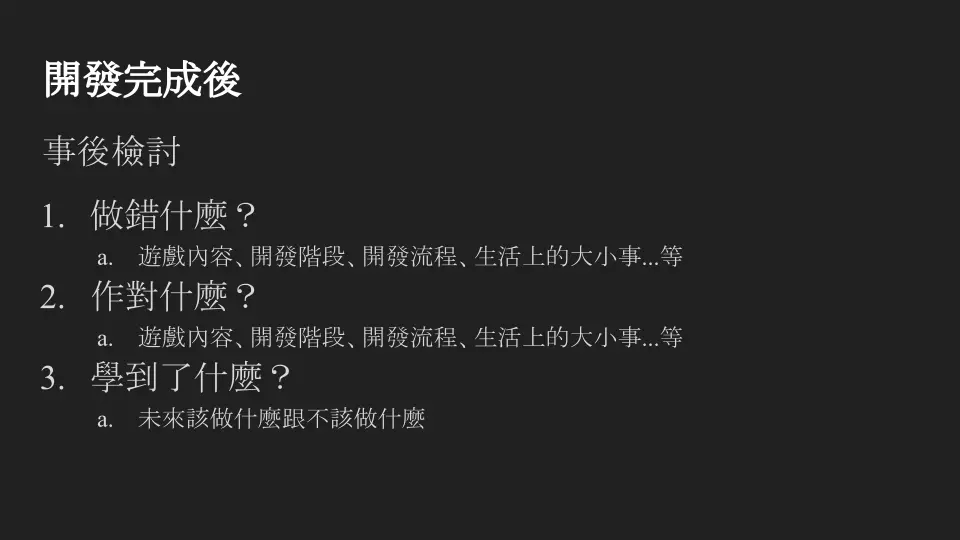 開發完成後
事後檢討
1. 做錯什麼？
a. 遊戲內容、開發階段、開發流程、生活上的大小事...等
2. 作對什麼？
a. 遊戲內容、開發階段、開發流程、生活上的大小事...等
3. 學到了什麼？
a. 未來該做什麼跟不該做什麼